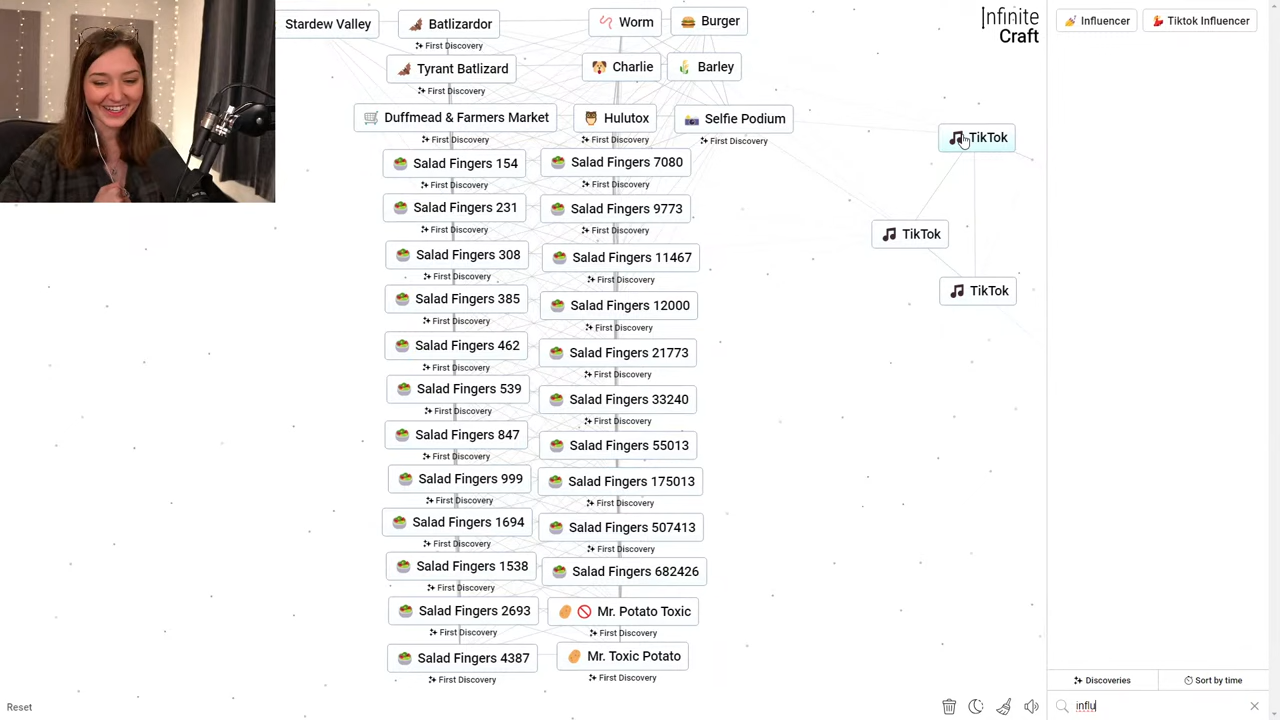 Stardew Valley
Batlizardor
First Discovery
Tyrant Batlizard
First Discovery
Duffmead & Farmers Market
First Discovery
Salad Fingers 154
First Discovery
Salad Fingers 231
First Discovery
Salad Fingers 308
First Discovery
Salad Fingers 385
First Discovery
Salad Fingers 462
First Discovery
Salad Fingers 539
First Discovery
Salad Fingers 847
First Discovery
Salad Fingers 999
First Discovery
Salad Fingers 1694
First Discovery
Salad Fingers 1538
First Discovery
Salad Fingers 2693
First Discovery
Salad Fingers 4387
First Discovery
Worm
Burger
Charlie
Barley
Hulutox
First Discovery
Selfie Podium
First Discovery
Salad Fingers 7080
First Discovery
Salad Fingers 9773
First Discovery
Salad Fingers 11467
First Discovery
Salad Fingers 12000
First Discovery
Salad Fingers 21773
First Discovery
Salad Fingers 33240
First Discovery
Salad Fingers 55013
First Discovery
Salad Fingers 175013
First Discovery
Salad Fingers 507413
First Discovery
Salad Fingers 682426
First Discovery
Mr. Potato Toxic
First Discovery
Mr. Toxic Potato
First Discovery
TikTok
TikTok
TikTok
Infinite
Craft
Influencer
Tiktok Influencer
Discoveries
Sort by time
influ
Reset